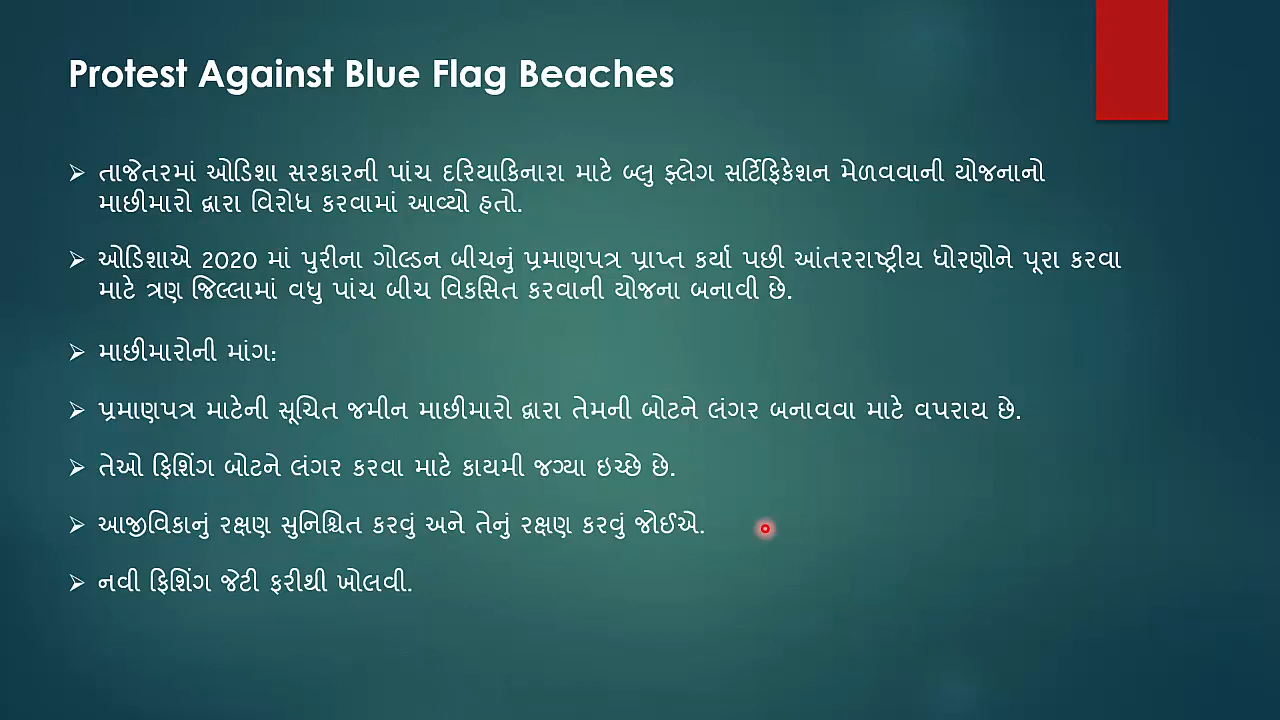 Protest Against Blue Flag Beaches
➢ તાજેતરમાં ઓડિશા સરકારની પાંચ દરિયાકિનારા માટે બ્લુ ફ્લેગ સર્ટિફિકેશન મેળવવાની યોજનાનો
માછીમારો દ્વારા વિરોધ કરવામાં આવ્યો હતો.
➢ ઓડિશાએ 2020 માં પુરીના ગોલ્ડન બીચનું પ્રમાણપત્ર પ્રાપ્ત કર્યા પછી આંતરરાષ્ટ્રીય ધોરણોને પૂરા કરવા
માટે ત્રણ જિલ્લામાં વધુ પાંચ બીચ વિકસિત કરવાની યોજના બનાવી છે.
➢ માછીમારોની માંગ:
➢ પ્રમાણપત્ર માટેની સૂચિત જમીન માછીમારો દ્વારા તેમની બોટને લંગર બનાવવા માટે વપરાય છે.
➢ તેઓ ફિશિંગ બોટને લંગર કરવા માટે કાયમી જગ્યા ઇચ્છે છે.
➢ આજીવિકાનું રક્ષણ સુનિશ્ચિત કરવું અને તેનું રક્ષણ કરવું જોઈએ.
➢ નવી ફિશિંગ જેટી ફરીથી ખોલવી.